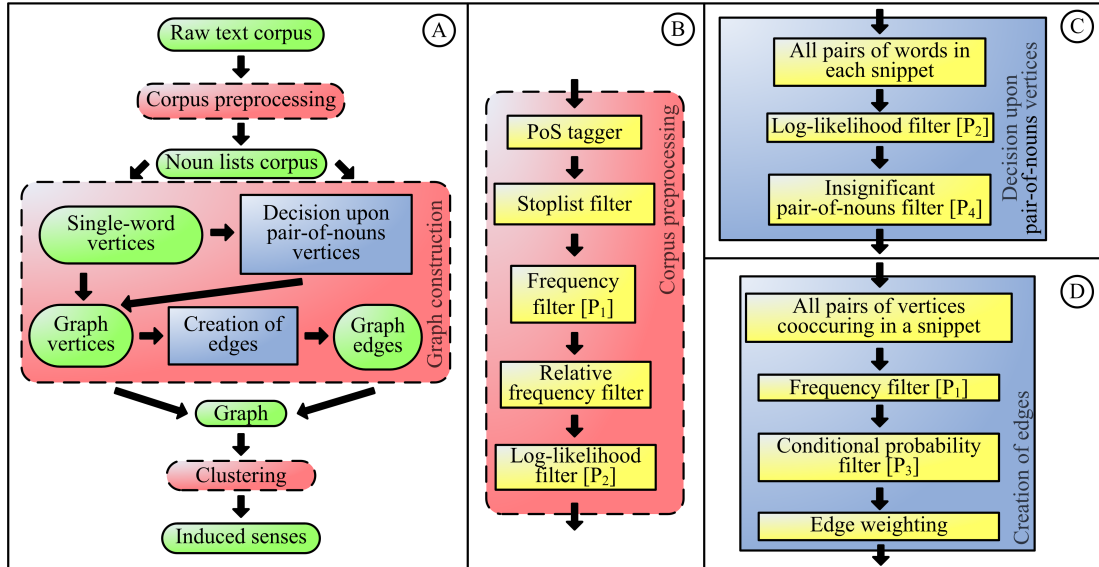 A
Raw text corpus
Corpus preprocessing
Noun lists corpus
Single-word
vertices
Decision upon
pair-of-nouns
vertices
Graph
vertices
Creation of
edges
Graph
edges
Graph construction
Graph
Clustering
Induced senses
B
PoS tagger
Stoplist filter
Frequency
filter [P₁]
Relative
frequency filter
Log-likelihood
filter [P₂]
Corpus preprocessing
C
All pairs of words in
each snippet
Log-likelihood filter [P₂]
Insignificant
pair-of-nouns filter [P₄]
Decision upon
pair-of-nouns vertices
D
All pairs of vertices
cooccuring in a snippet
Frequency filter [P₁]
Conditional probability
filter [P₃]
Edge weighting
Creation of edges